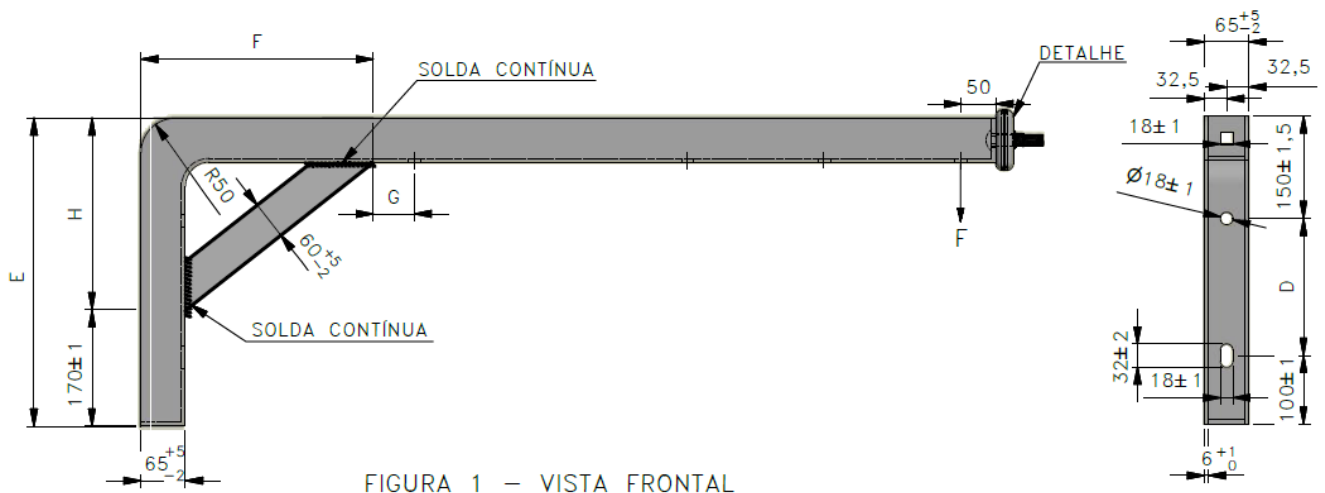 F
SOLDA CONTÍNUA
DETALHE
50
R50
G
F
H
E
60 +5 -2
SOLDA CONTÍNUA
170±1
65 +5 -2
FIGURA 1 – VISTA FRONTAL
65 +5 -2
32,5
32,5
18±1
Ø18±1
150±1,5
D
32±2
18±1
100±1
6 +1 0